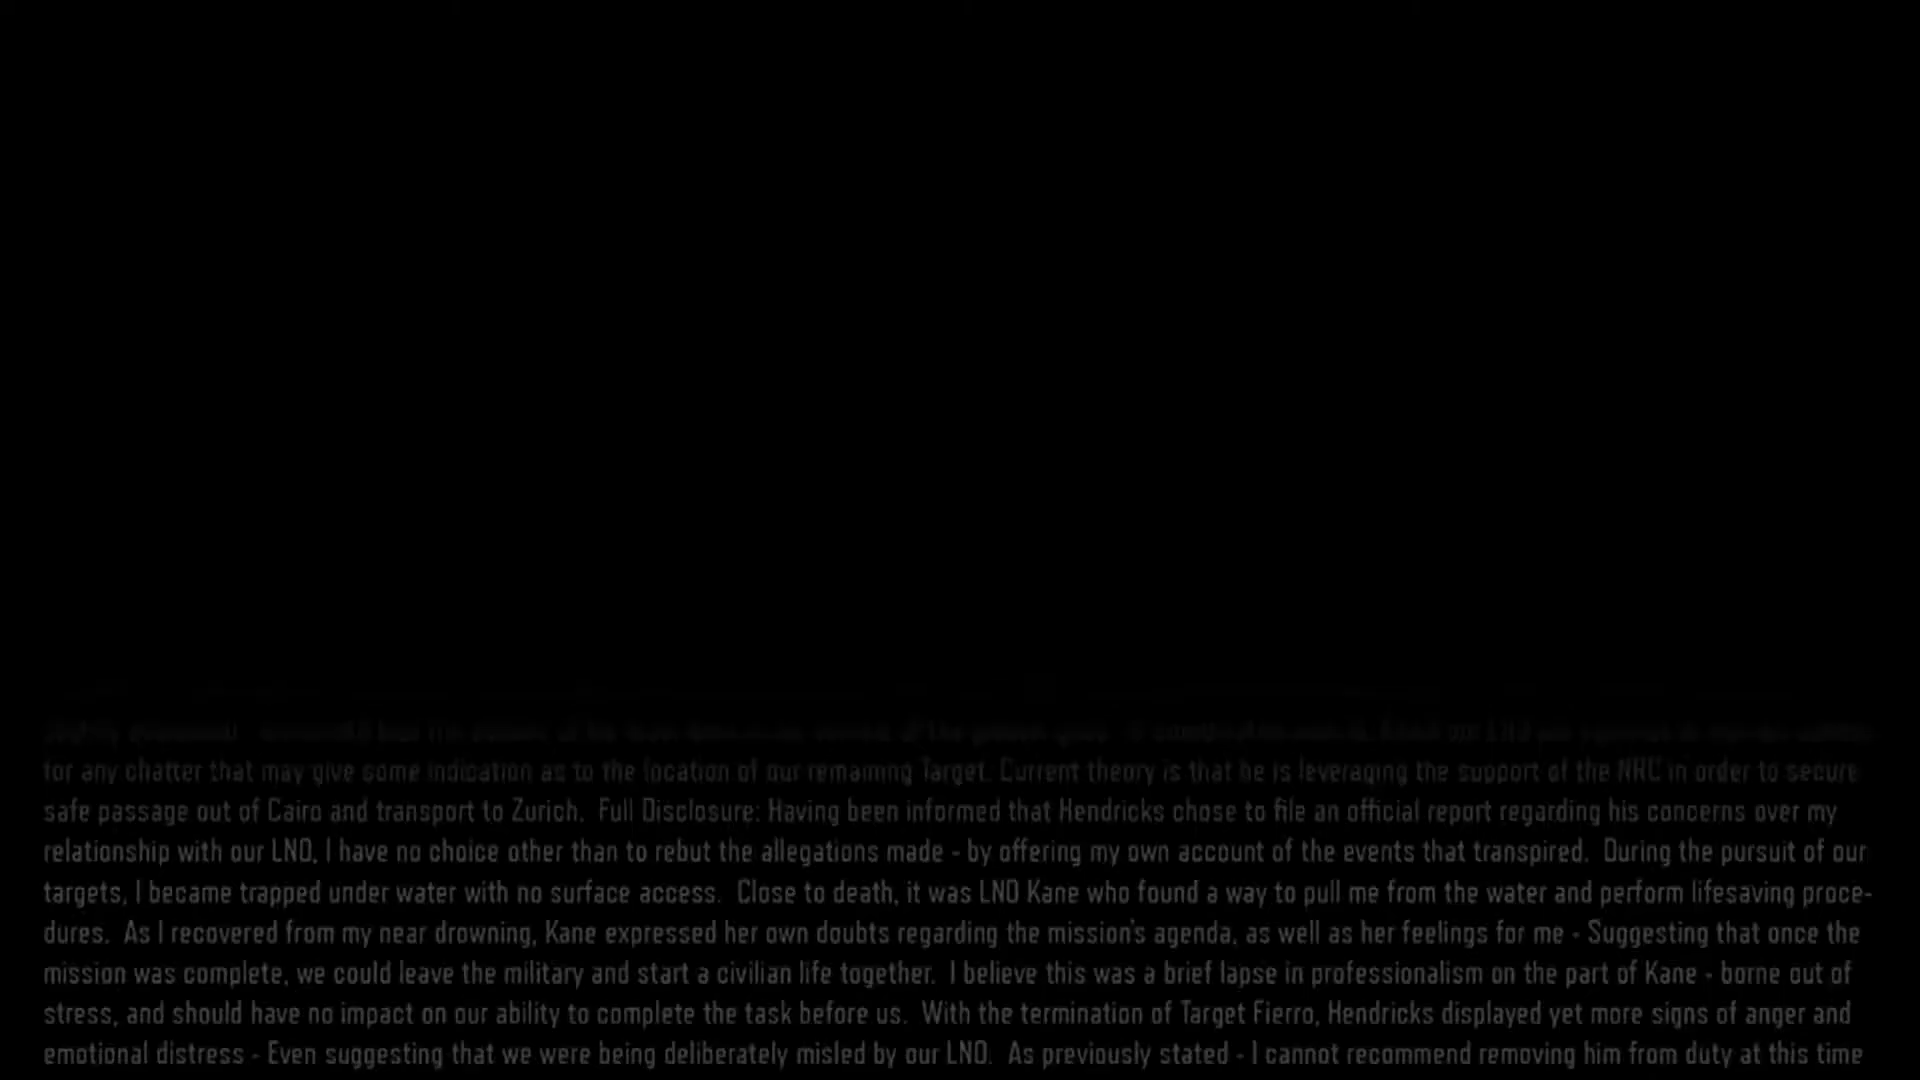 for any chatter that may give some indication as to the location of our remaining Target. Current theory is that he is leveraging the support of the NRC in order to secure
safe passage out of Cairo and transport to Zurich.  Full Disclosure: Having been informed that Hendricks chose to file an official report regarding his concerns over my
relationship with our LNO, I have no choice other than to rebut the allegations made - by offering my own account of the events that transpired.  During the pursuit of our
targets, I became trapped under water with no surface access.  Close to death, it was LNO Kane who found a way to pull me from the water and perform lifesaving proce-
dures.  As I recovered from my near drowning, Kane expressed her own doubts regarding the mission's agenda, as well as her feelings for me - Suggesting that once the
mission was complete, we could leave the military and start a civilian life together.  I believe this was a brief lapse in professionalism on the part of Kane - borne out of
stress, and should have no impact on our ability to complete the task before us.  With the termination of Target Fierro, Hendricks displayed yet more signs of anger and
emotional distress - Even suggesting that we were being deliberately misled by our LNO.  As previously stated - I cannot recommend removing him from duty at this time